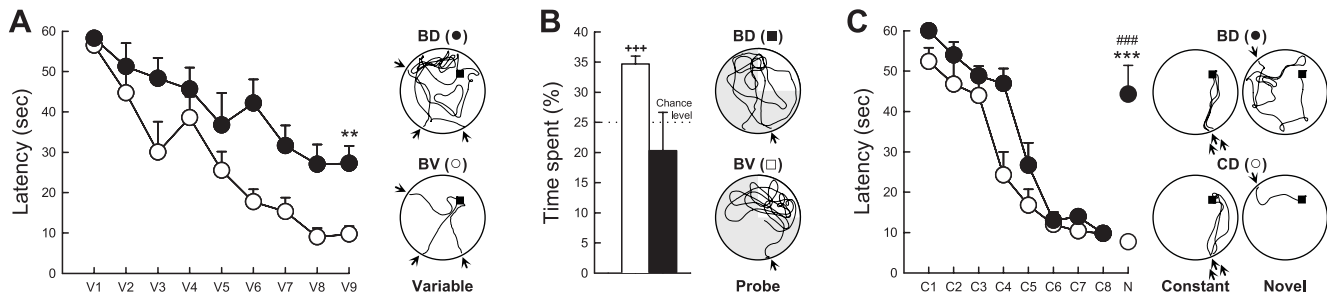 A
Latency (sec)
60
50
40
30
20
10
0
V1 V2 V3 V4 V5 V6 V7 V8 V9
**
BD (●)
BV (○)
Variable
B
Time spent (%)
40
35
30
25
20
15
10
5
0
+++
Chance
level
BD (■)
BV (□)
Probe
C
Latency (sec)
60
50
40
30
20
10
0
C1 C2 C3 C4 C5 C6 C7 C8 N
###
***
BD (●)
CD (○)
Constant Novel